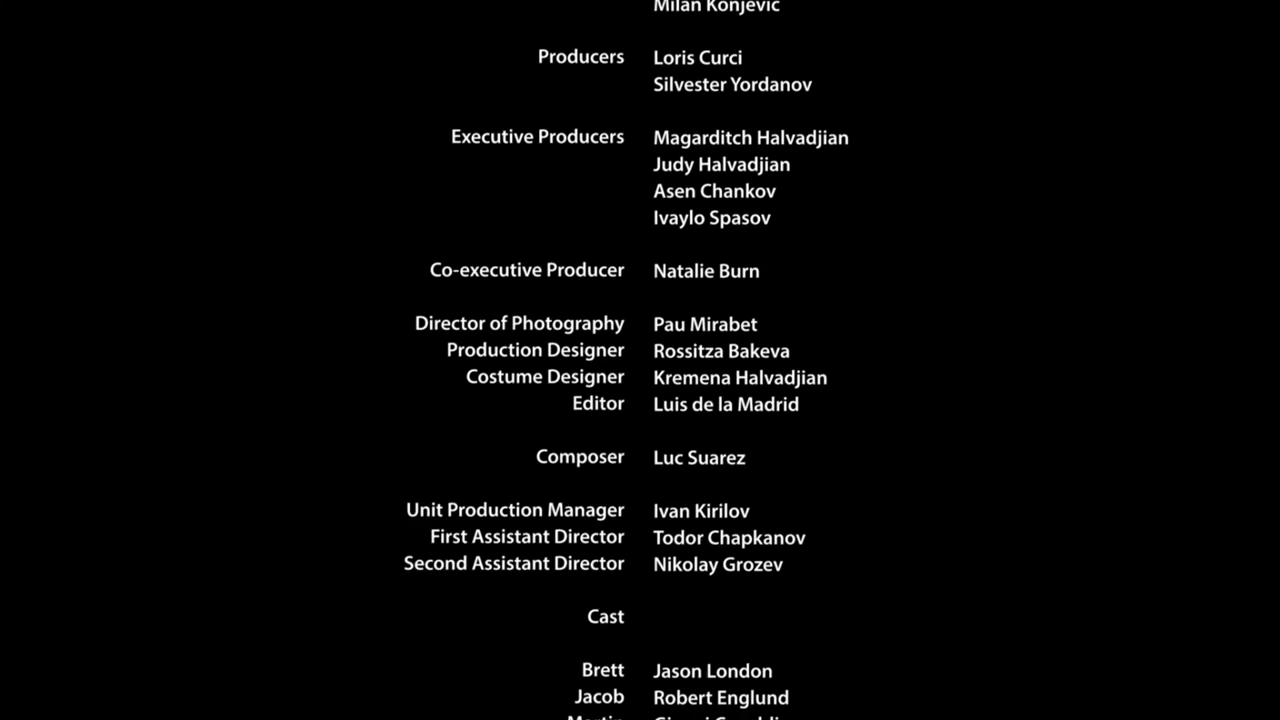 Milan Konjevic
Producers Loris Curci
Silvester Yordanov
Executive Producers Magarditch Halvadjian
Judy Halvadjian
Asen Chankov
Ivaylo Spasov
Co-executive Producer Natalie Burn
Director of Photography Pau Mirabet
Production Designer Rossitza Bakeva
Costume Designer Kremena Halvadjian
Editor Luis de la Madrid
Composer Luc Suarez
Unit Production Manager Ivan Kirilov
First Assistant Director Todor Chapkanov
Second Assistant Director Nikolay Grozev
Cast
Brett Jason London
Jacob Robert Englund